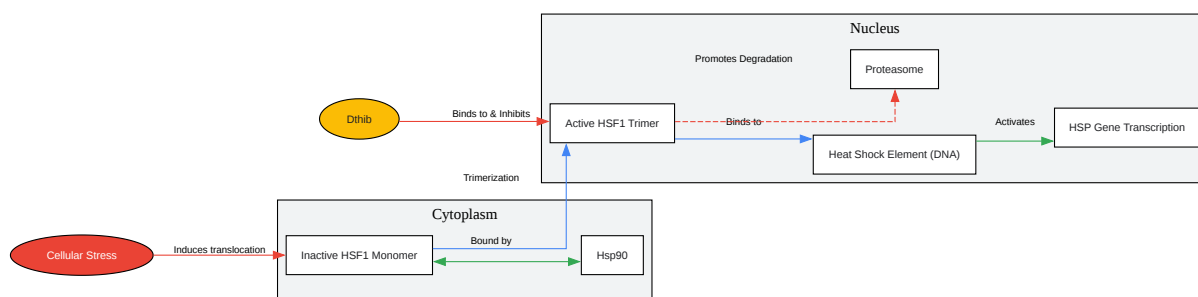 Nucleus
Promotes Degradation
Proteasome
Dthib
Binds to & Inhibits
Active HSF1 Trimer
Binds to
Activates
HSP Gene Transcription
Heat Shock Element (DNA)
Trimerization
Cytoplasm
Cellular Stress
Induces translocation
Inactive HSF1 Monomer
Bound by
Hsp90